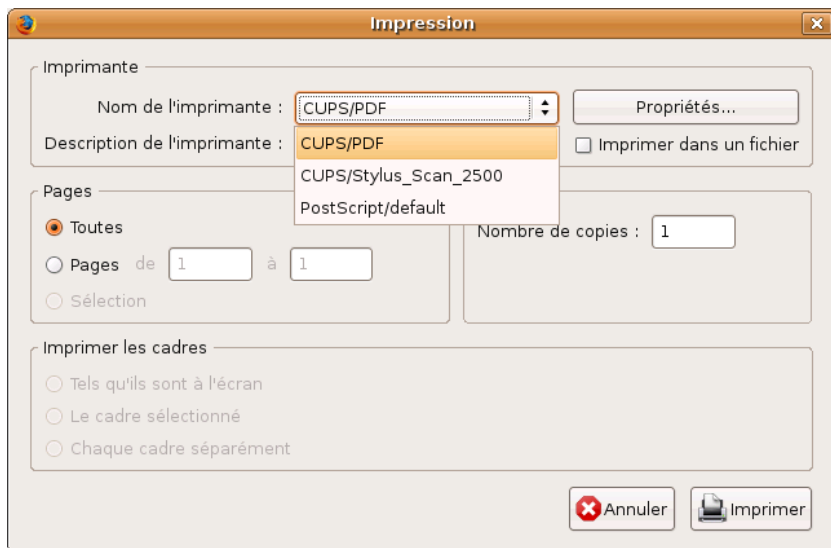 Impression
Imprimante
Nom de l'imprimante : CUPS/PDF Propriétés...
Description de l'imprimante : CUPS/PDF Imprimer dans un fichier
CUPS/Stylus_Scan_2500
PostScript/default
Pages
Toutes
Nombre de copies : 1
Pages de 1 à 1
Sélection
Imprimer les cadres
Tels qu'ils sont à l'écran
Le cadre sélectionné
Chaque cadre séparément
Annuler Imprimer